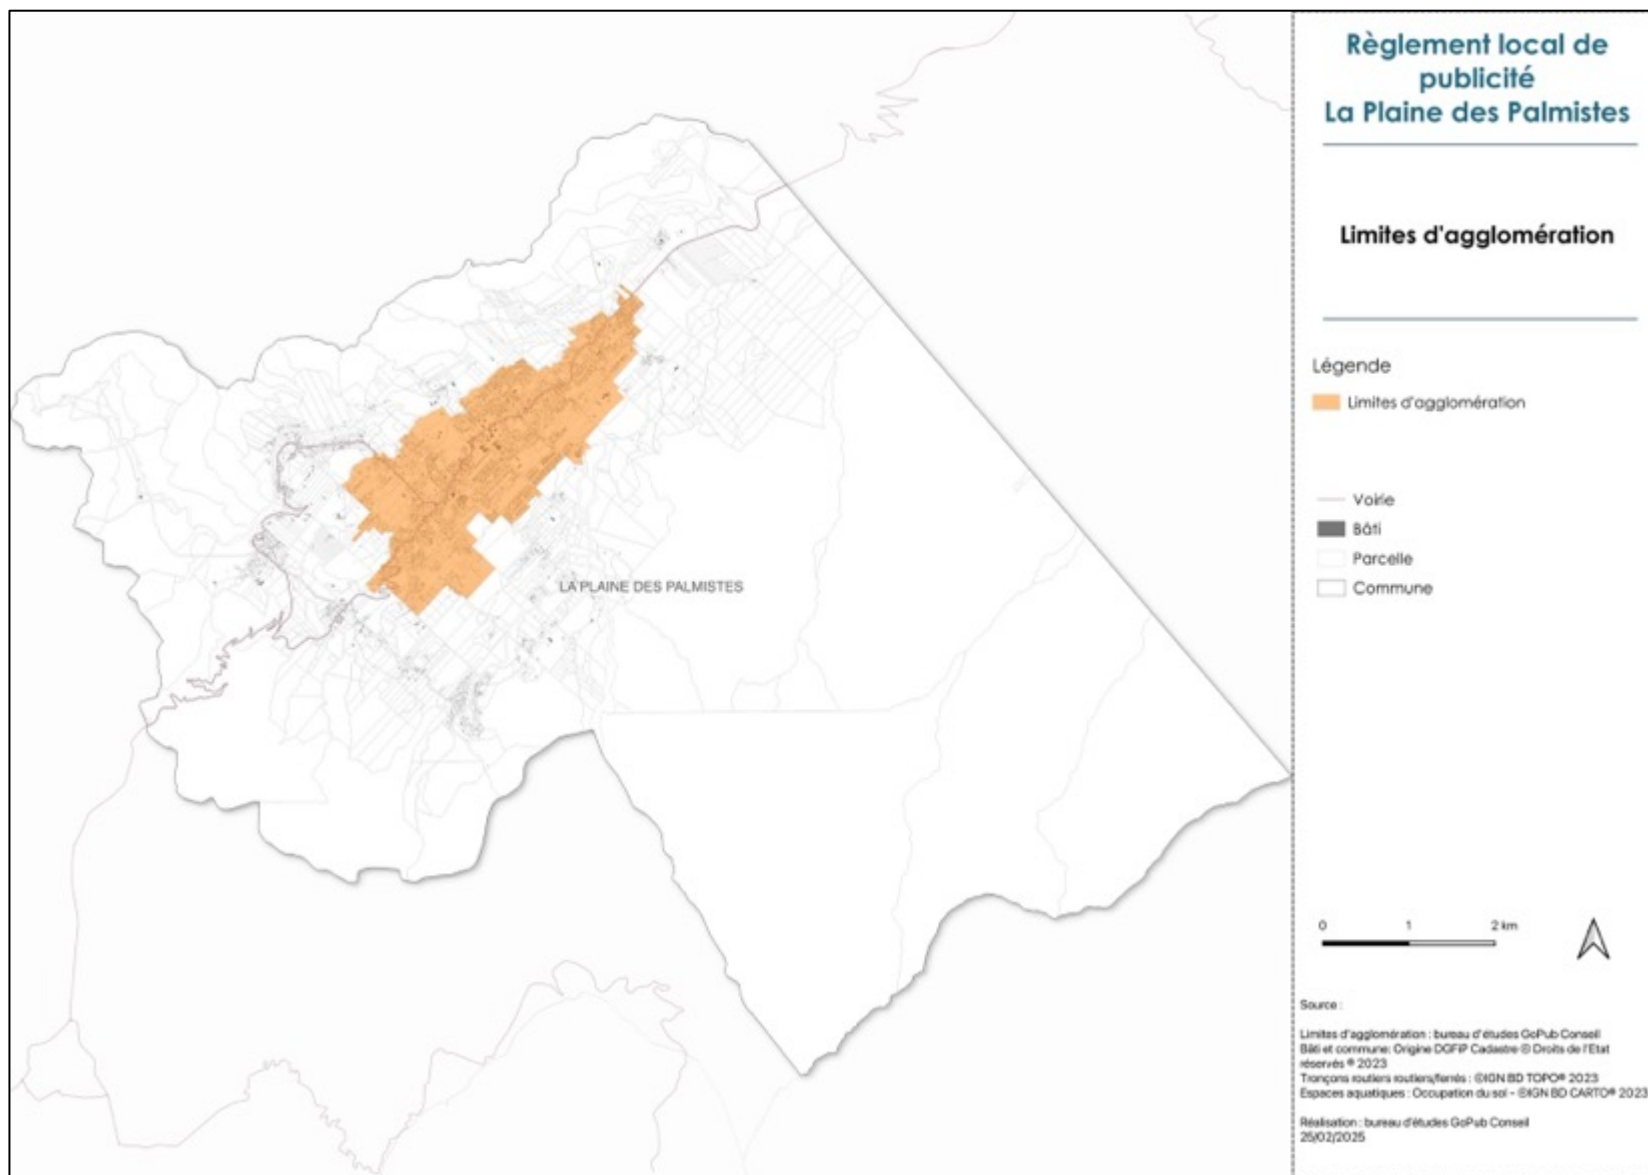 Règlement local de
publicité
La Plaine des Palmistes
Limites d'agglomération
Légende
Limites d'agglomération
Voirie
Bâti
Parcelle
Commune
LA PLAINE DES PALMISTES
0 1 2 km
Source :
Limites d'agglomération : bureau d'études GoPub Conseil
Bâti et commune: Origine DGFiP Cadastre © Droits de l'Etat
réservés ® 2023
Tronçons routiers routiers/ferrés : ©IGN BD TOPO® 2023
Espaces aquatiques : Occupation du sol - ©IGN BD CARTO® 2023
Réalisation : bureau d'études GoPub Conseil
25/02/2025